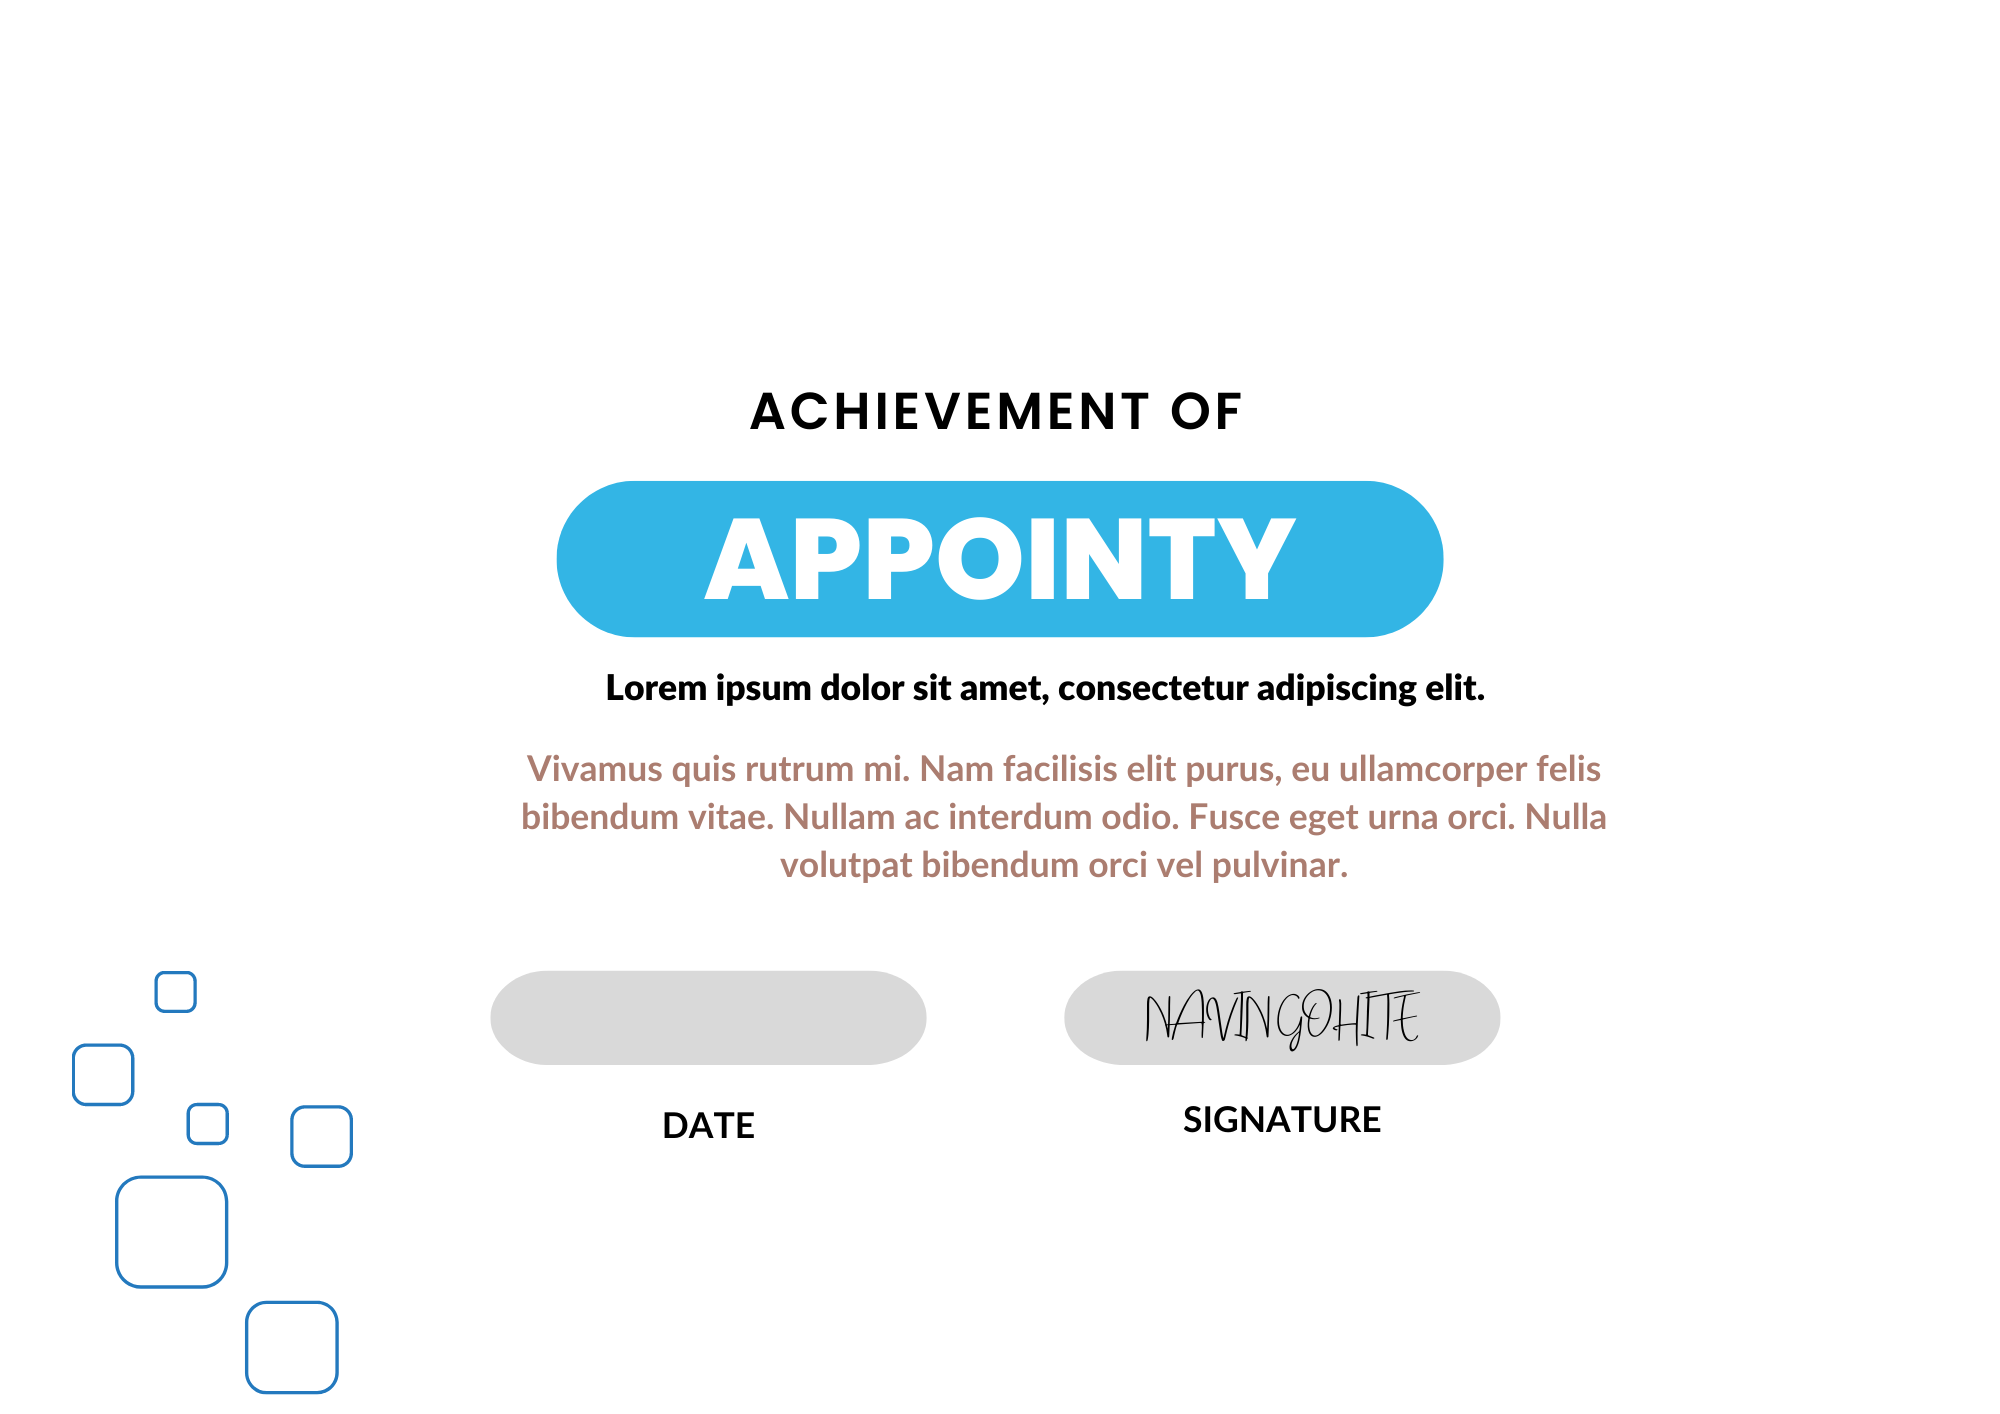 ACHIEVEMENT OF
APPOINTY
Lorem ipsum dolor sit amet, consectetur adipiscing elit.
Vivamus quis rutrum mi. Nam facilisis elit purus, eu ullamcorper felis
bibendum vitae. Nullam ac interdum odio. Fusce eget urna orci. Nulla
volutpat bibendum orci vel pulvinar.
NAVINGOHITE
DATE
SIGNATURE